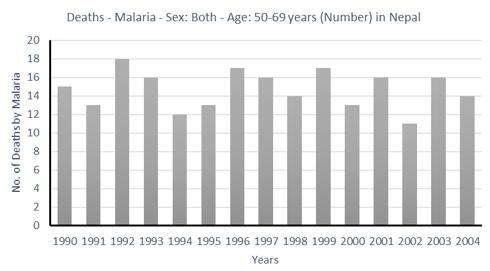 Deaths - Malaria - Sex: Both - Age: 50-69 years (Number) in Nepal
20
18
16
14
12
10
8
6
4
2
0
No. of Deaths by Malaria
1990 1991 1992 1993 1994 1995 1996 1997 1998 1999 2000 2001 2002 2003 2004
Years